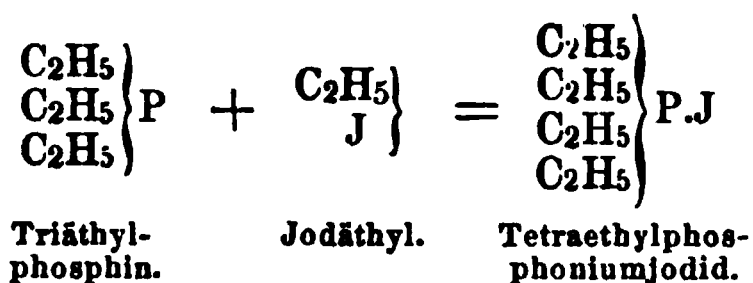 C2H5
C2H5
C2H5
P
+
C2H5
J
=
C2H5
C2H5
C2H5
C2H5
P.J
Triäthyl-
phosphin.
Jodäthyl.
Tetraethylphos-
phoniumjodid.